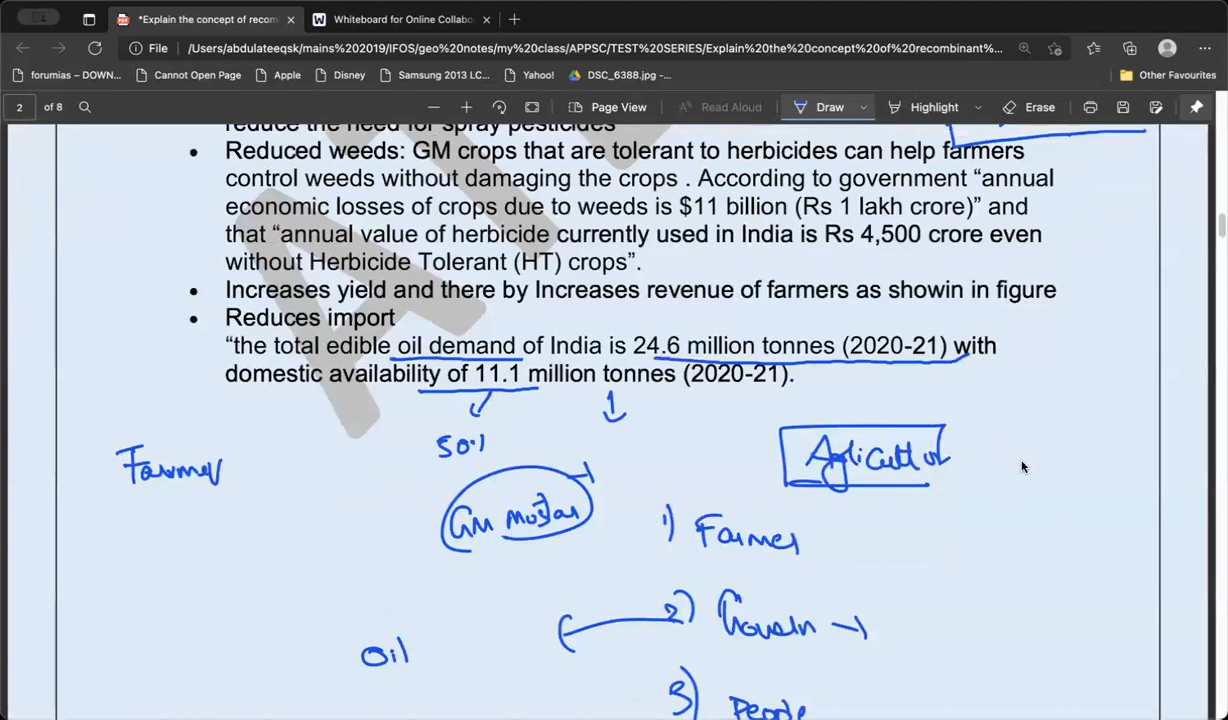 *Explain the concept of recom
Whiteboard for Online Collabo
File
/Users/abdulateeqsk/mains%202019/IFOS/geo%20notes/my%20class/APPSC/TEST%20SERIES/Explain%20the%20concept%20of%20recombinant%...
forumias — DOWN...
Cannot Open Page
Apple
Disney
Samsung 2013 LC...
Yahoo!
DSC_6388.jpg -...
Other Favourites
2 of 8
Page View
Read Aloud
Draw
Highlight
Erase
reduce the need for spray pesticides
• Reduced weeds: GM crops that are tolerant to herbicides can help farmers
control weeds without damaging the crops . According to government “annual
economic losses of crops due to weeds is $11 billion (Rs 1 lakh crore)” and
that “annual value of herbicide currently used in India is Rs 4,500 crore even
without Herbicide Tolerant (HT) crops”.
• Increases yield and there by Increases revenue of farmers as showin in figure
• Reduces import
“the total edible oil demand of India is 24.6 million tonnes (2020-21) with
domestic availability of 11.1 million tonnes (2020-21).
Farmer
GM
1) Farmer
2)
Oil
3) People